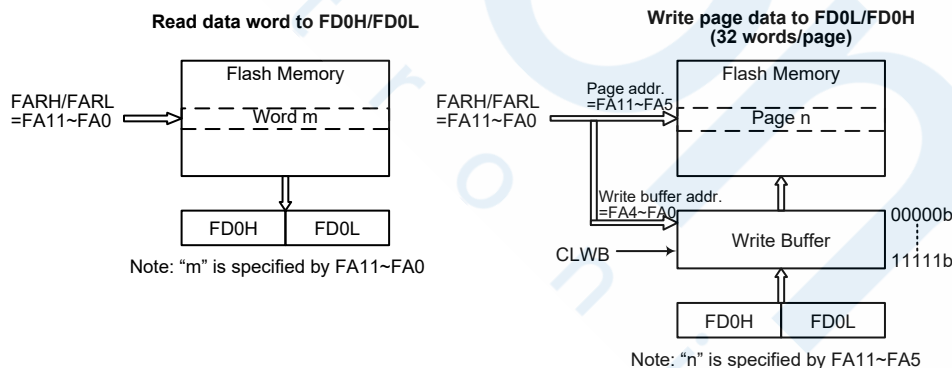 Read data word to FD0H/FD0L
Flash Memory
FARH/FARL
=FA11~FA0
Word m
FD0H
FD0L
Note: “m” is specified by FA11~FA0
Write page data to FD0L/FD0H
(32 words/page)
Flash Memory
Page addr.
=FA11~FA5
FARH/FARL
=FA11~FA0
Page n
Write buffer addr.
=FA4~FA0
00000b
Write Buffer
CLWB
11111b
FD0H
FD0L
Note: “n” is specified by FA11~FA5